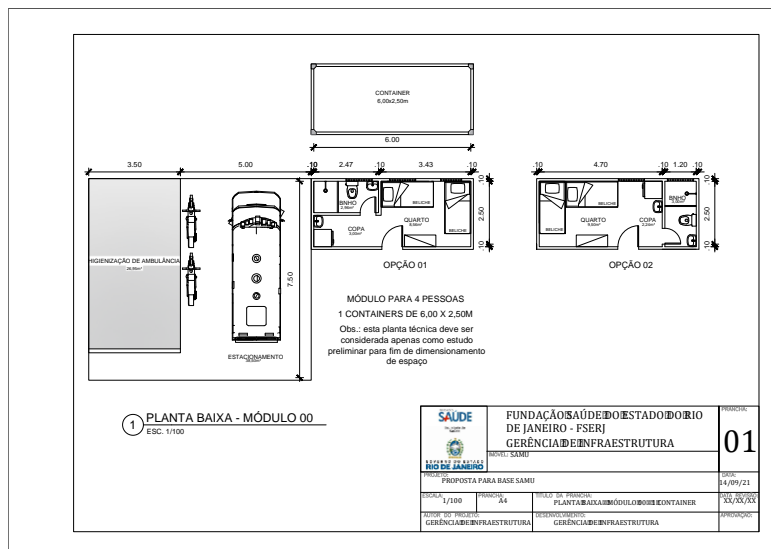 CONTAINER
6,00x2,50m
6.00
3.50
5.00
.10
2.47
.10
3.43
.10
.10
4.70
.10
1.20
.10
.10
2.50
.10
.10
2.50
.10
7.50
HIGIENIZAÇÃO DE AMBULÂNCIA
ESTACIONAMENTO
BNHO
COPA
QUARTO
BELICHE
BELICHE
BELICHE
QUARTO
BELICHE
COPA
BNHO
OPÇÃO 01
OPÇÃO 02
MÓDULO PARA 4 PESSOAS
1 CONTAINERS DE 6,00 X 2,50M
Obs.: esta planta técnica deve ser
considerada apenas como estudo
preliminar para fim de dimensionamento
de espaço
1
PLANTA BAIXA - MÓDULO 00
ESC. 1/100
SAÚDE
GOVERNO DO ESTADO
RIO DE JANEIRO
FUNDAÇÃO SAÚDE DO ESTADO DO RIO
DE JANEIRO - FSERJ
GERÊNCIA DE INFRAESTRUTURA
IMÓVEL: SAMU
PRANCHA:
01
PROJETO:
PROPOSTA PARA BASE SAMU
DATA:
14/09/21
ESCALA:
1/100
PRANCHA:
A4
TÍTULO DA PRANCHA:
PLANTA BAIXA MÓDULO 00 CONTAINER
DATA REVISÃO:
XX/XX/XX
AUTOR DO PROJETO:
GERÊNCIA DE INFRAESTRUTURA
DESENVOLVIMENTO:
GERÊNCIA DE INFRAESTRUTURA
APROVAÇÃO: